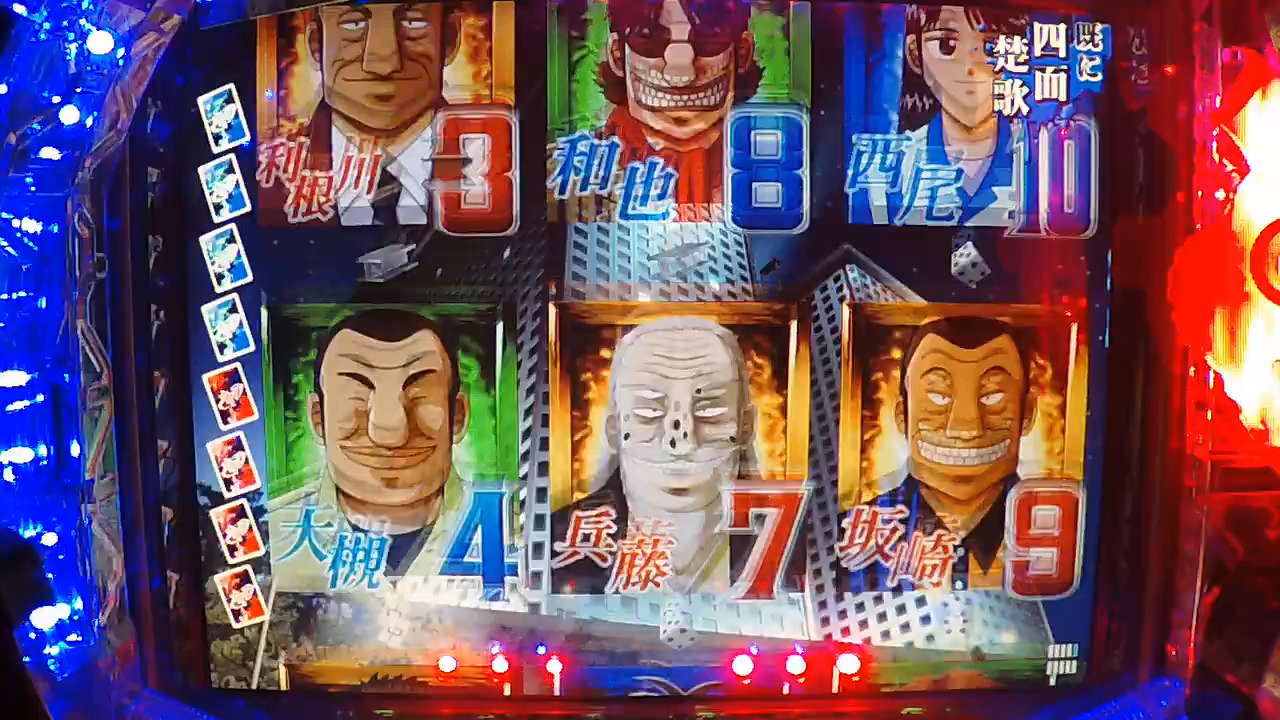 既に
四面
楚歌
利根川 3
和也 8
西尾 10
大槻 4
兵藤 7
坂崎 9